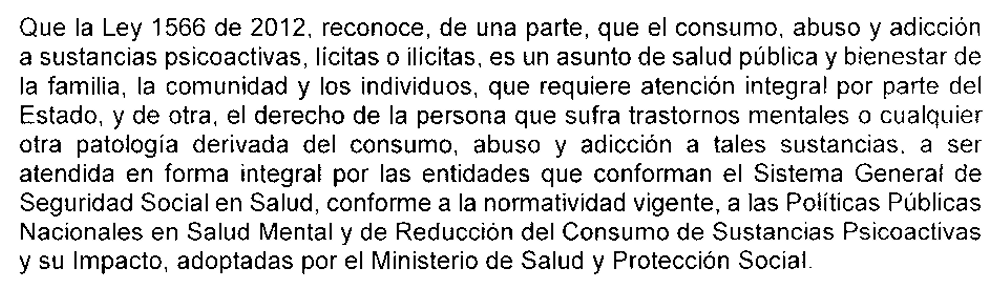 Que la Ley 1566 de 2012, reconoce, de una parte, que el consumo, abuso y adicción
a sustancias psicoactivas, lícitas o ilícitas, es un asunto de salud pública y bienestar de
la familia, la comunidad y los individuos, que requiere atención integral por parte del
Estado, y de otra, el derecho de la persona que sufra trastornos mentales o cualquier
otra patología derivada del consumo, abuso y adicción a tales sustancias, a ser
atendida en forma integral por las entidades que conforman el Sistema General de
Seguridad Social en Salud, conforme a la normatividad vigente, a las Políticas Públicas
Nacionales en Salud Mental y de Reducción del Consumo de Sustancias Psicoactivas
y su Impacto, adoptadas por el Ministerio de Salud y Protección Social.